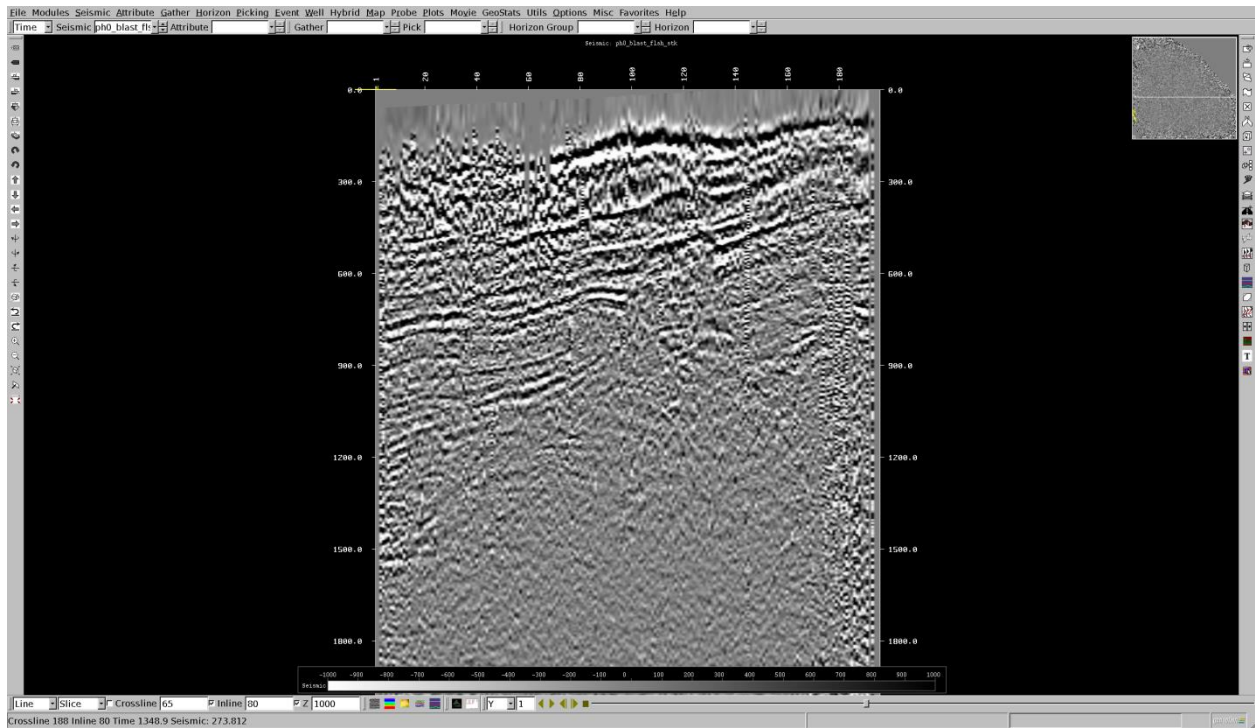 File Modules Seismic Attribute Gather Horizon Picking Event Well Hybrid Map Probe Plots Movie GeoStats Utils Options Misc Favorites Help
Time Seismic ph0_blast_fls Attribute Gather Pick Horizon Group Horizon
Seismic: ph0_blast_flsh_stk
1 20 40 60 80 100 120 140 160 180
0.0 0.0
300.0 300.0
600.0 600.0
900.0 900.0
1200.0 1200.0
1500.0 1500.0
1800.0 1800.0
-1000 -900 -800 -700 -600 -500 -400 -300 -200 -100 0 100 200 300 400 500 600 700 800 900 1000
Seismic
Line Slice Crossline 65 Inline 80 Z 1000 Y 1
Crossline 188 Inline 80 Time 1348.9 Seismic: 273.812